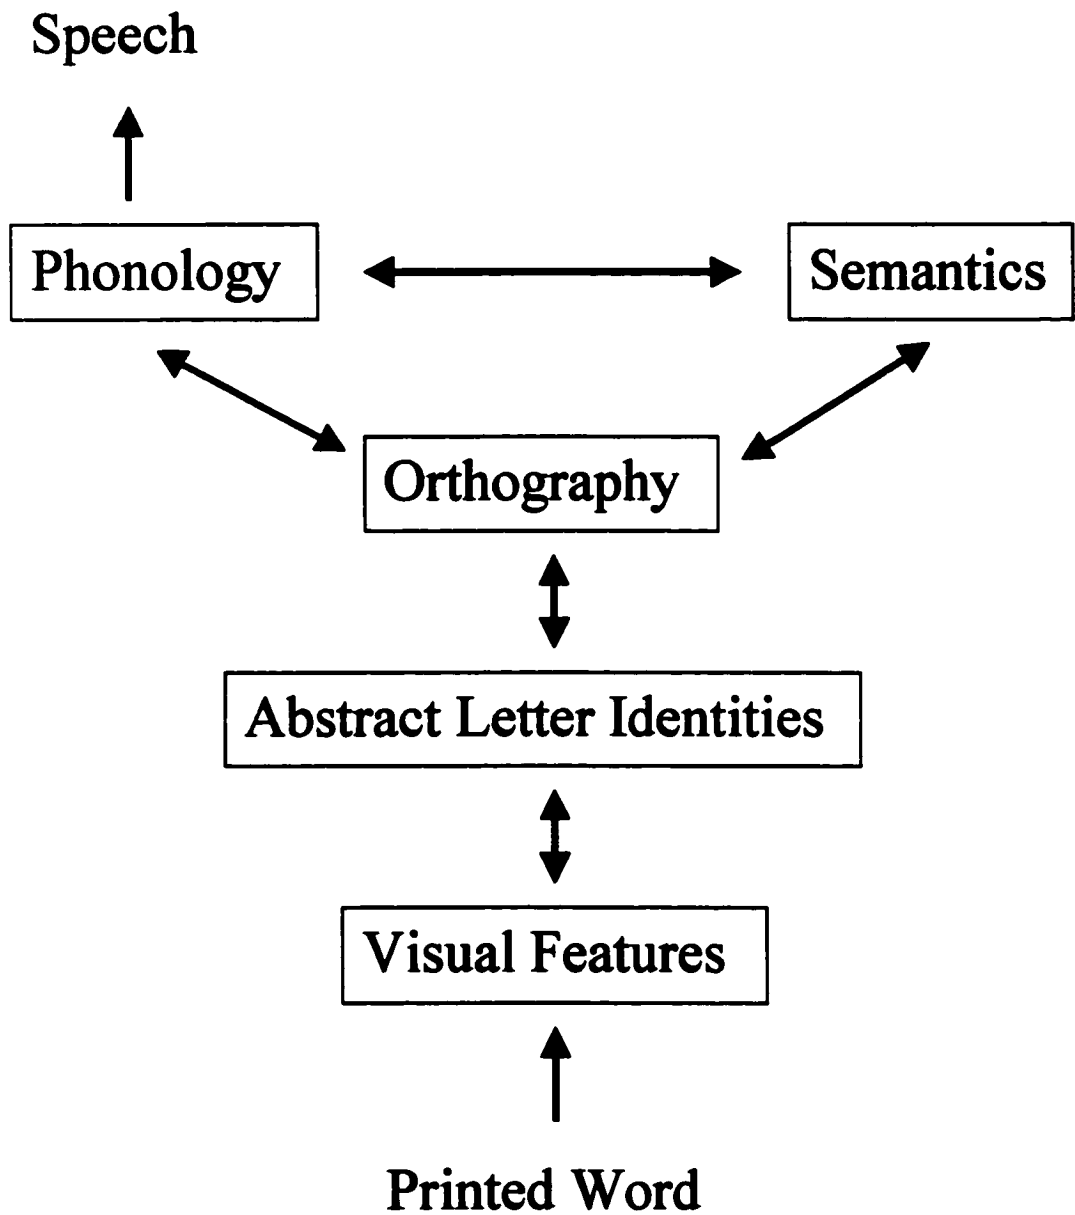 Speech
Phonology
Semantics
Orthography
Abstract Letter Identities
Visual Features
Printed Word